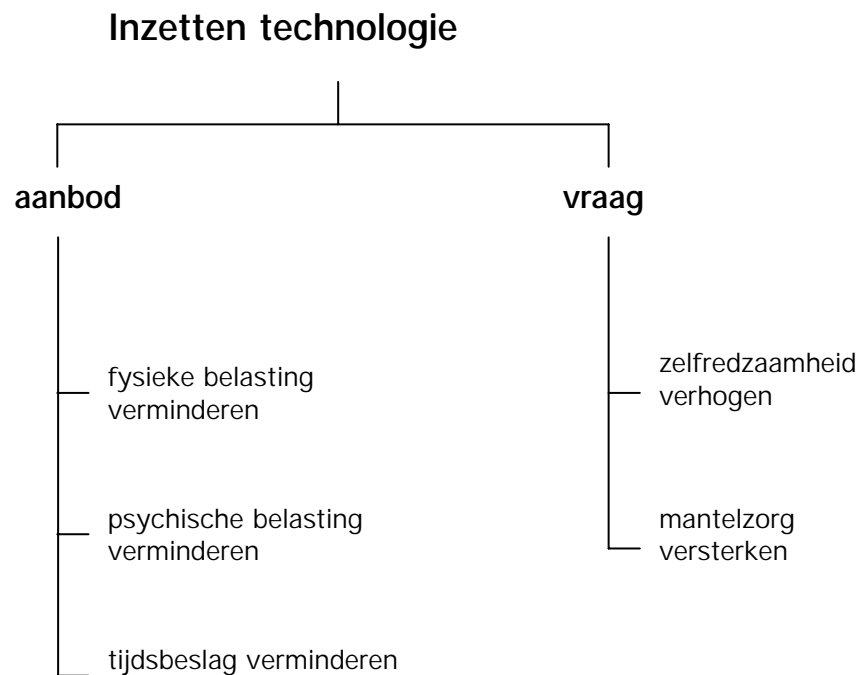 Inzetten technologie
aanbod
fysieke belasting
verminderen
psychische belasting
verminderen
tijdsbeslag verminderen
vraag
zelfredzaamheid
verhogen
mantelzorg
versterken